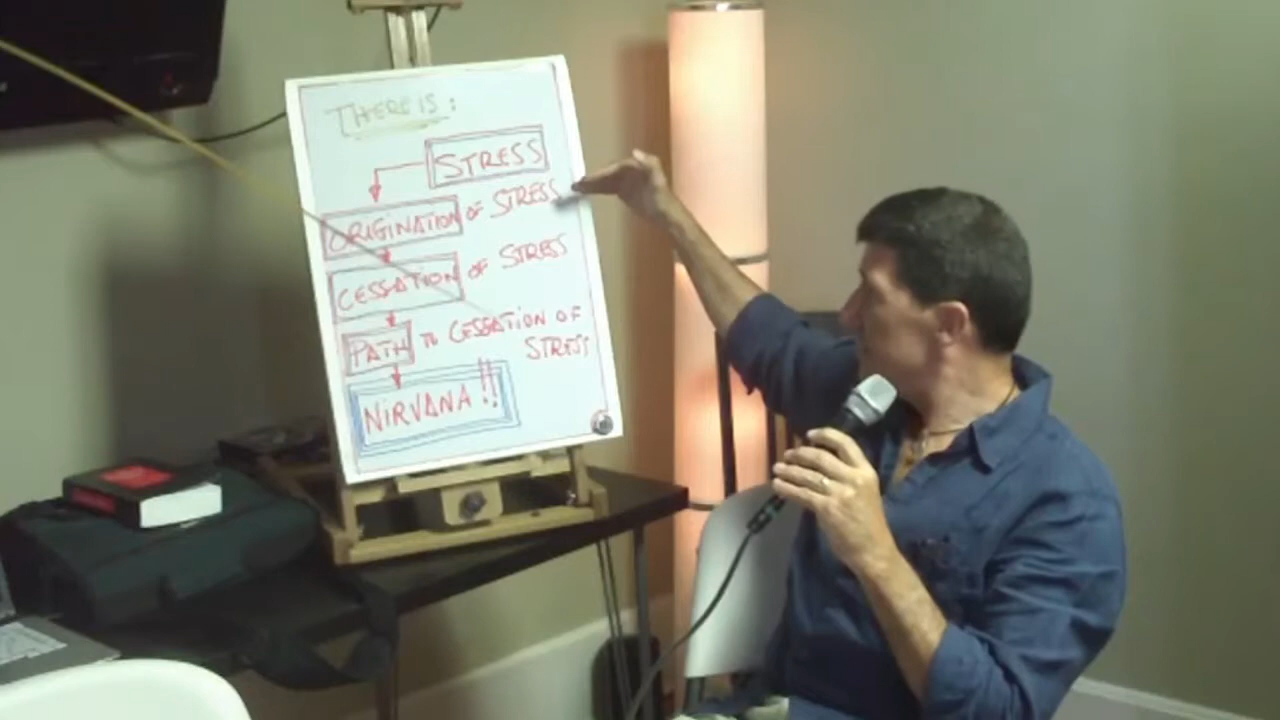 THERE IS:
STRESS
ORIGINATION OF STRESS
CESSATION OF STRESS
PATH TO CESSATION OF
STRESS
NIRVANA!!